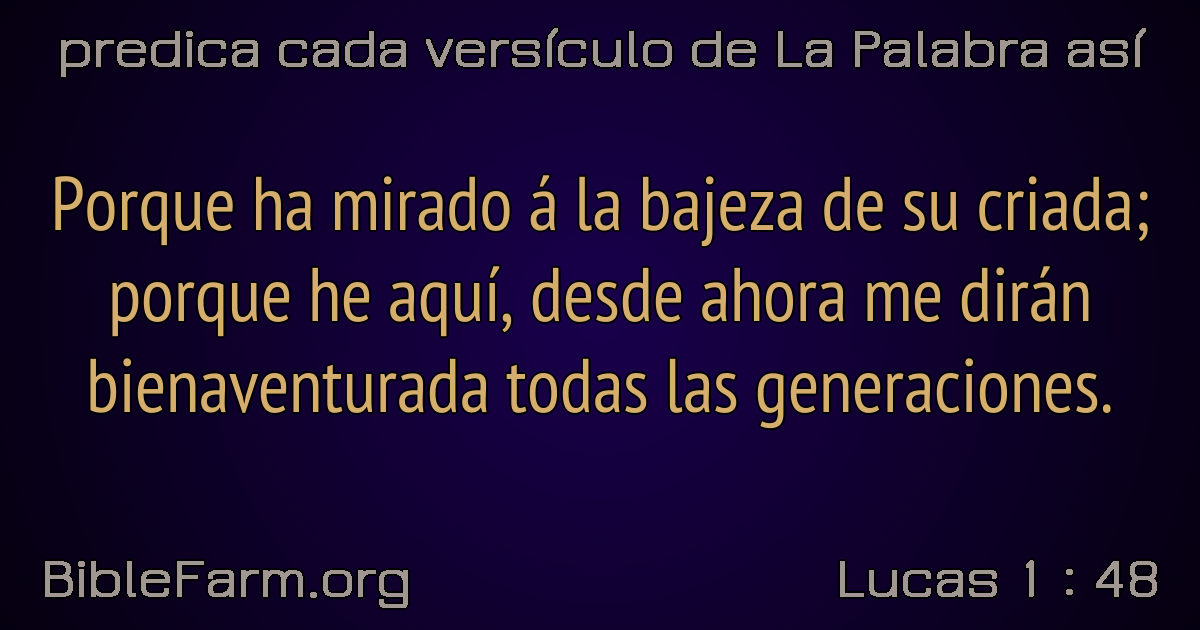 predica cada versículo de La Palabra así
Porque ha mirado á la bajeza de su criada;
porque he aquí, desde ahora me dirán
bienaventurada todas las generaciones.
BibleFarm.org
Lucas 1 : 48